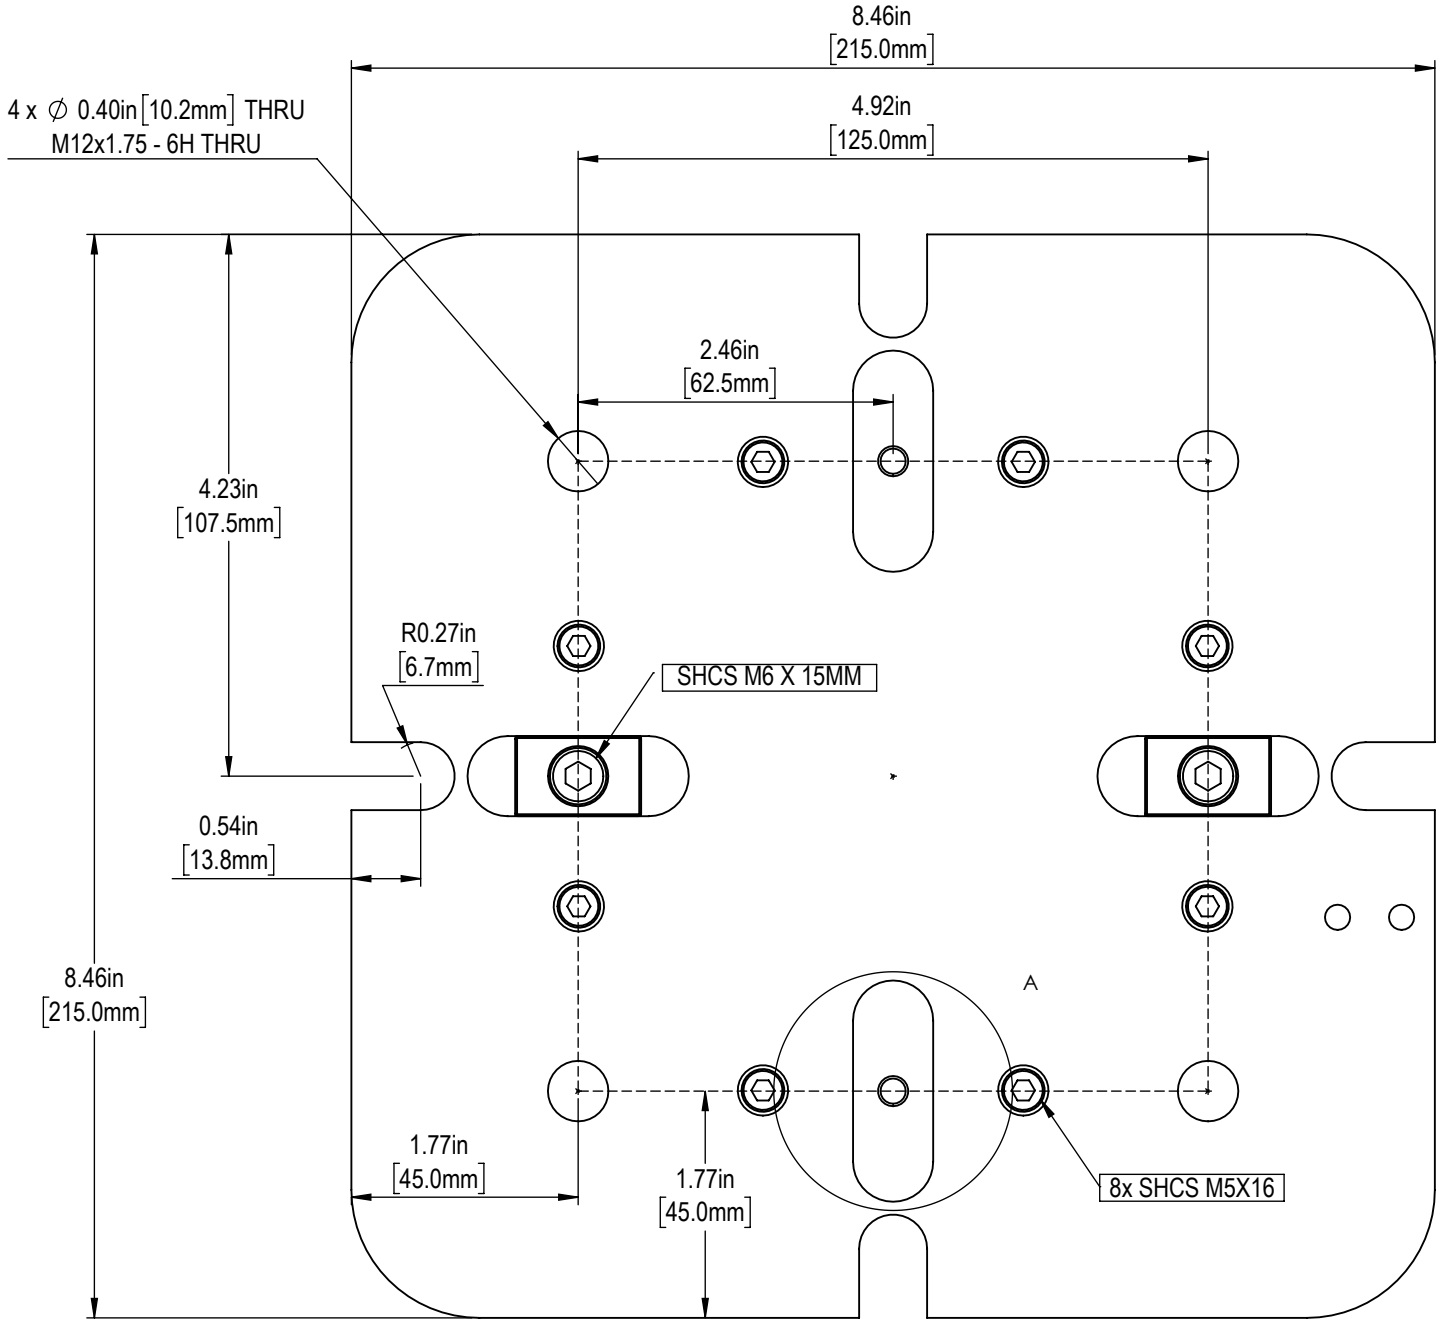 8.46in
[215.0mm]
4 x ∅ 0.40in[10.2mm] THRU
M12x1.75 - 6H THRU
4.92in
[125.0mm]
2.46in
[62.5mm]
4.23in
[107.5mm]
R0.27in
[6.7mm]
SHCS M6 X 15MM
0.54in
[13.8mm]
8.46in
[215.0mm]
A
1.77in
[45.0mm]
1.77in
[45.0mm]
8x SHCS M5X16